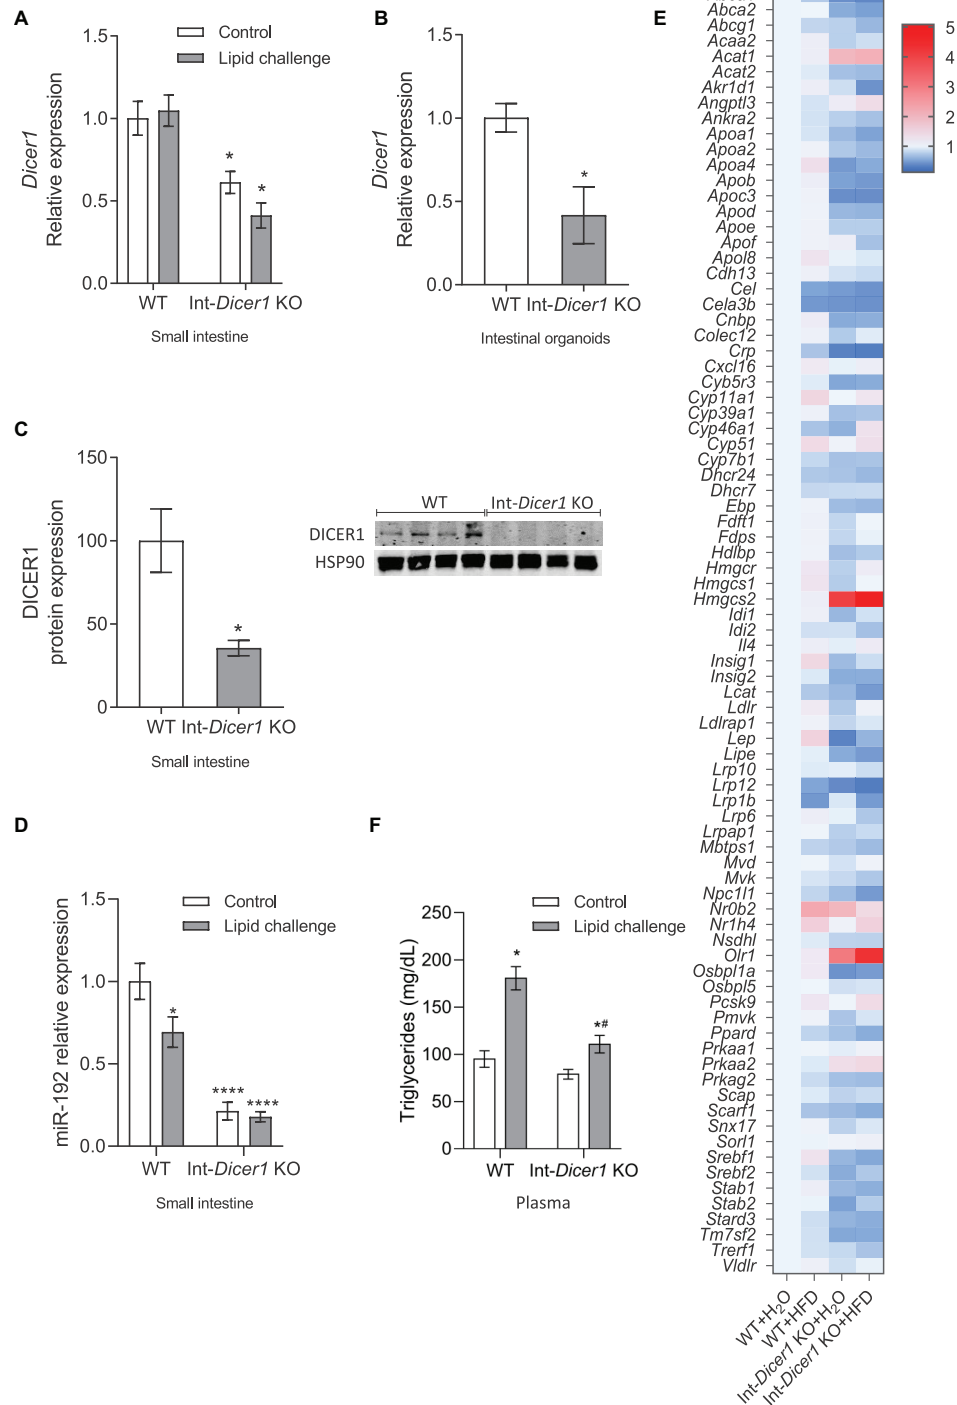 A
1.5
1.0
0.5
0.0
Dicer1
Relative expression
Control
Lipid challenge
*
*
WT
Int-Dicer1 KO
Small intestine
B
1.5
1.0
0.5
0.0
Dicer1
Relative expression
*
WT
Int-Dicer1 KO
Intestinal organoids
C
150
100
50
0
DICER1
protein expression
*
WT
Int-Dicer1 KO
Small intestine
WT
Int-Dicer1 KO
DICER1
HSP90
D
1.5
1.0
0.5
0.0
miR-192 relative expression
Control
Lipid challenge
*
****
****
WT
Int-Dicer1 KO
Small intestine
F
250
200
150
100
50
0
Triglycerides (mg/dL)
Control
Lipid challenge
*
*#
WT
Int-Dicer1 KO
Plasma
E
Abca2
Abcg1
Acaa2
Acat1
Acat2
Akr1d1
Angptl3
Ankra2
Apoa1
Apoa2
Apoa4
Apob
Apoc3
Apod
Apoe
Apof
Apol8
Cdh13
Cel
Cela3b
Cnbp
Colec12
Crp
Cxcl16
Cyb5r3
Cyp11a1
Cyp39a1
Cyp46a1
Cyp51
Cyp7b1
Dhcr24
Dhcr7
Ebp
Fdft1
Fdps
Hdlbp
Hmgcr
Hmgcs1
Hmgcs2
Idi1
Idi2
Il4
Insig1
Insig2
Lcat
Ldlr
Ldlrap1
Lep
Lipe
Lrp10
Lrp12
Lrp1b
Lrp6
Lrpap1
Mbtps1
Mvd
Mvk
Npc1l1
Nr0b2
Nr1h4
Nsdhl
Olr1
Osbpl1a
Osbpl5
Pcsk9
Pmvk
Ppard
Prkaa1
Prkaa2
Prkag2
Scap
Scarf1
Snx17
Sorl1
Srebf1
Srebf2
Stab1
Stab2
Stard3
Tm7sf2
Trerf1
Vldlr
WT+H₂O
WT+HFD
Int-Dicer1 KO+H₂O
Int-Dicer1 KO+HFD
5
4
3
2
1